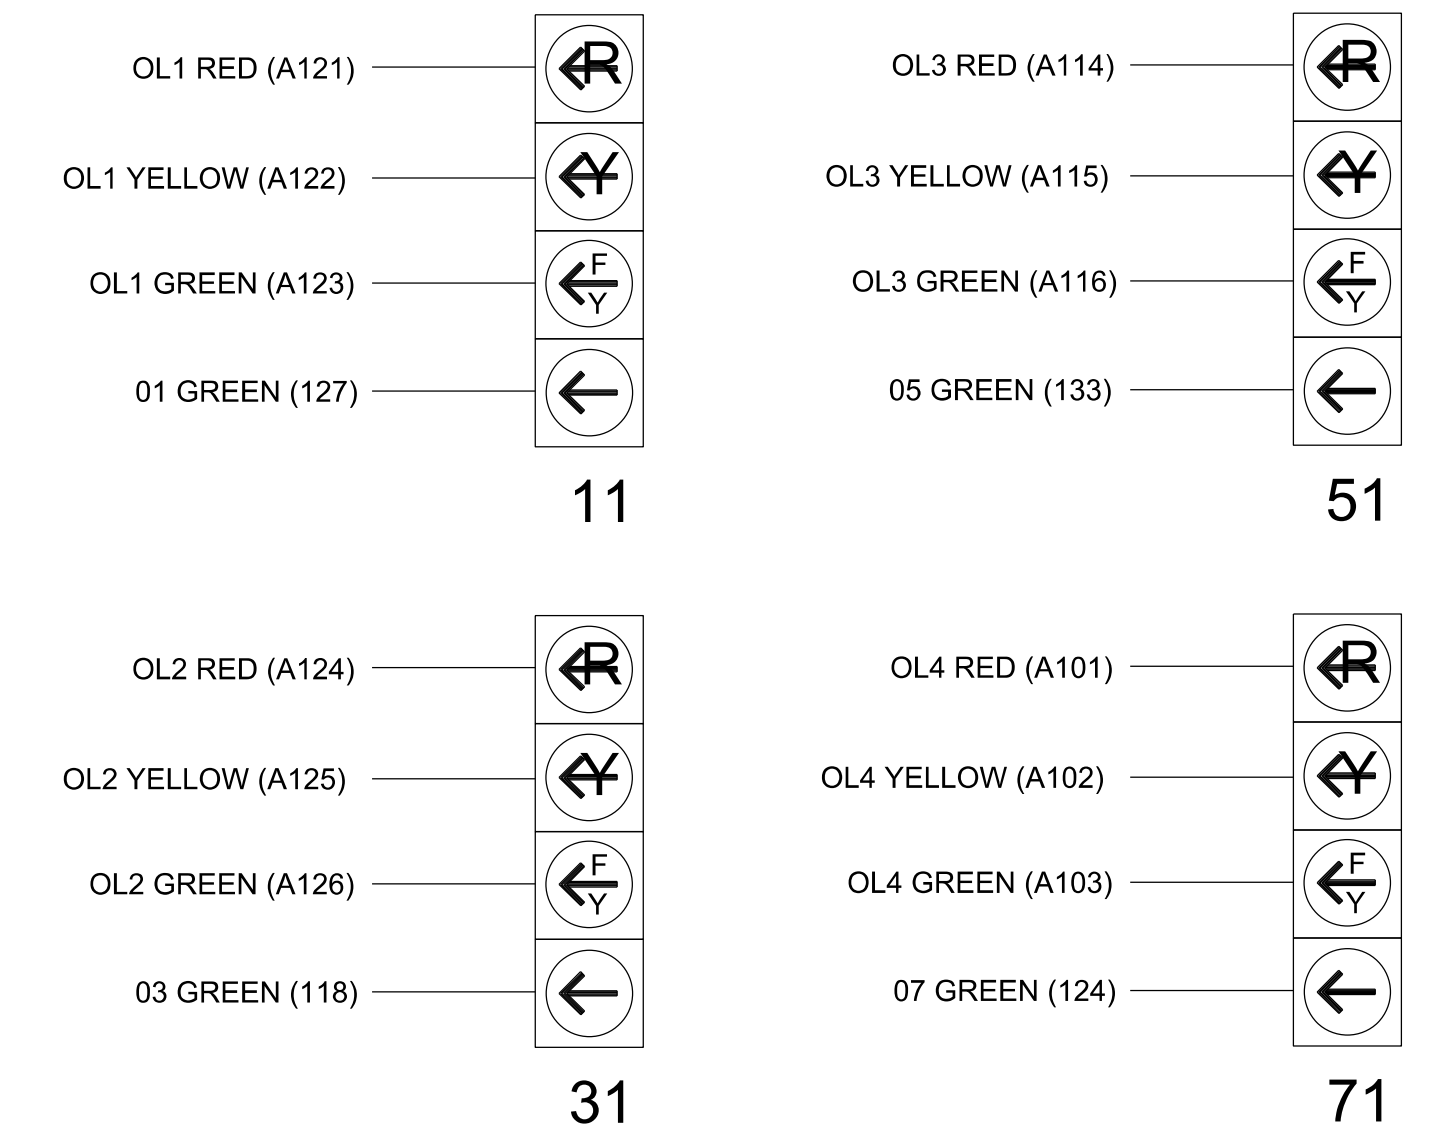 OL1 RED (A121)
R
OL1 YELLOW (A122)
Y
OL1 GREEN (A123)
F
Y
01 GREEN (127)
11
OL3 RED (A114)
R
OL3 YELLOW (A115)
Y
OL3 GREEN (A116)
F
Y
05 GREEN (133)
51
OL2 RED (A124)
R
OL2 YELLOW (A125)
Y
OL2 GREEN (A126)
F
Y
03 GREEN (118)
31
OL4 RED (A101)
R
OL4 YELLOW (A102)
Y
OL4 GREEN (A103)
F
Y
07 GREEN (124)
71